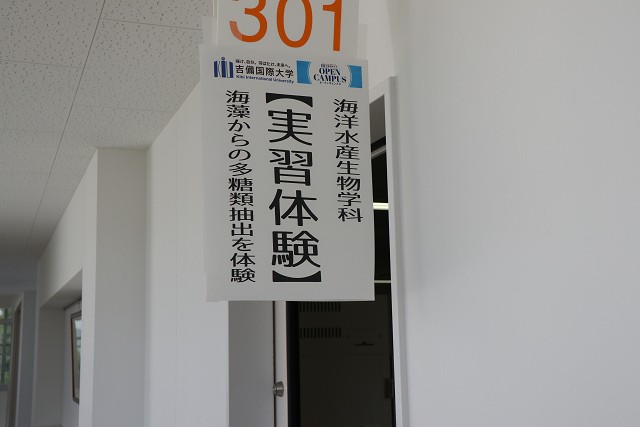 301
吉備国際大学
Kibi International University
OPEN
CAMPUS
海洋水産生物学科
【実習体験】
海藻からの多糖類抽出を体験